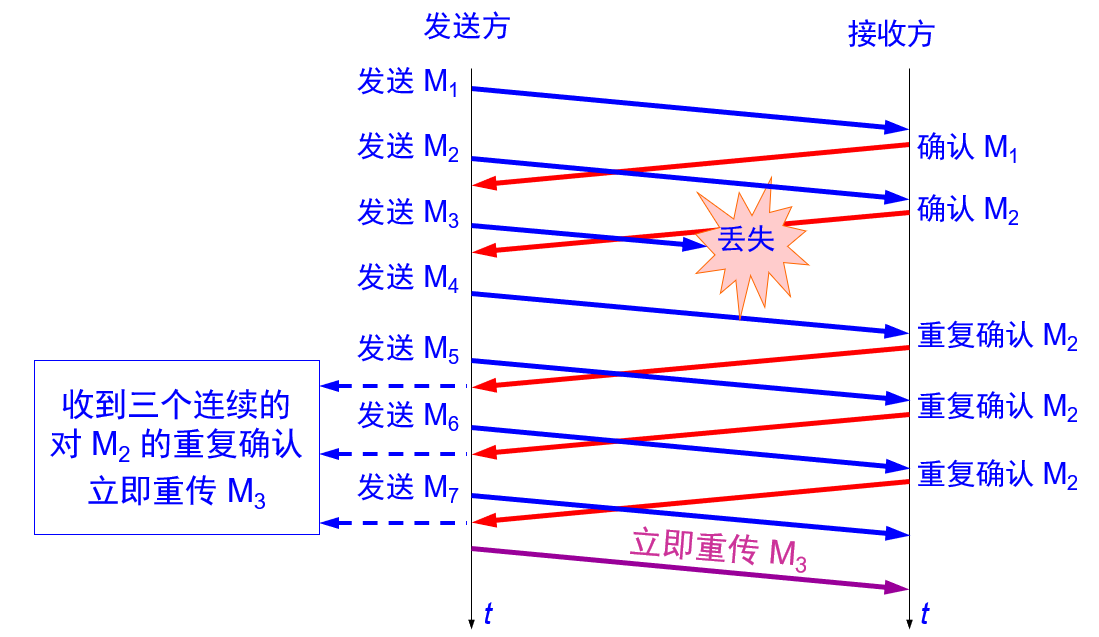 发送方
接收方
发送 M1
确认 M1
发送 M2
确认 M2
发送 M3
丢失
发送 M4
重复确认 M2
发送 M5
重复确认 M2
发送 M6
重复确认 M2
发送 M7
收到三个连续的
对 M2 的重复确认
立即重传 M3
立即重传 M3
t
t